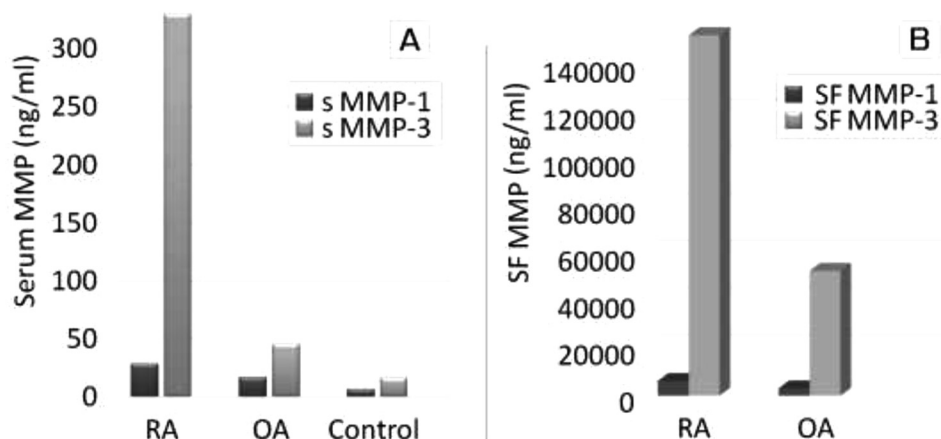 A
Serum MMP (ng/ml)
300
250
200
150
100
50
0
s MMP-1
s MMP-3
RA OA Control
B
SF MMP (ng/ml)
140000
120000
100000
80000
60000
40000
20000
0
SF MMP-1
SF MMP-3
RA OA